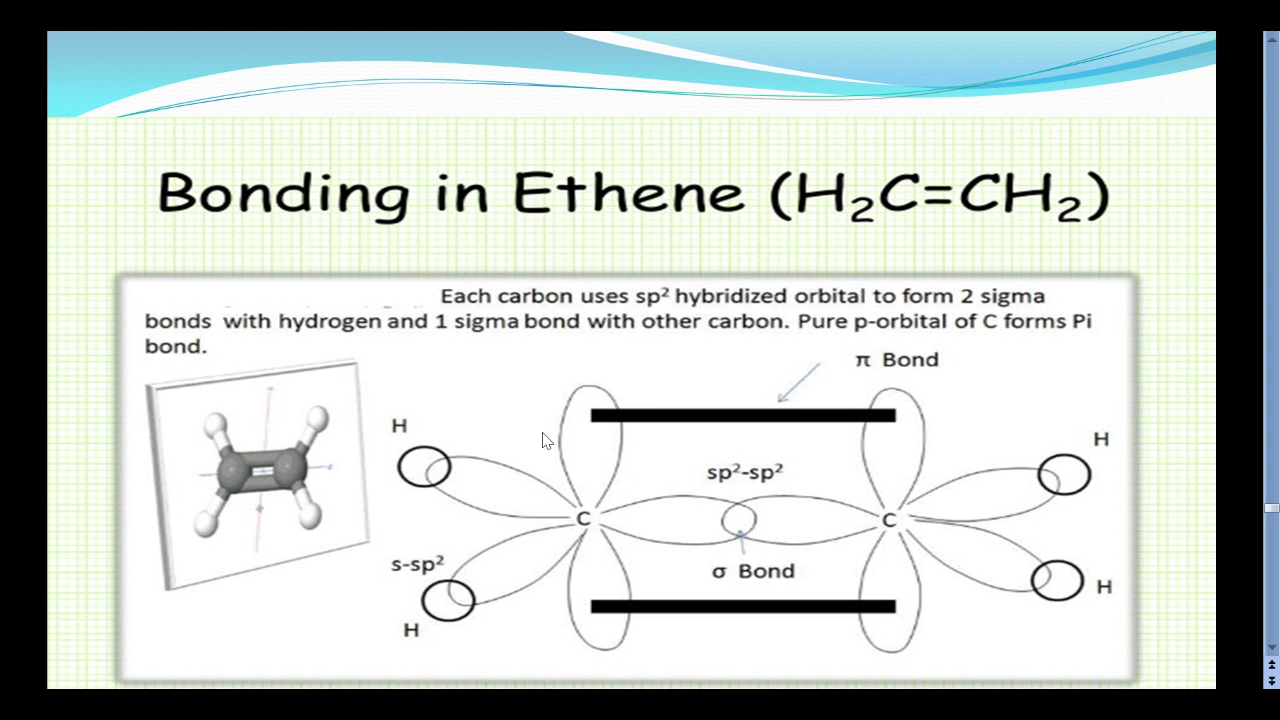 Bonding in Ethene (H₂C=CH₂)
Each carbon uses sp² hybridized orbital to form 2 sigma
bonds with hydrogen and 1 sigma bond with other carbon. Pure p-orbital of C forms Pi
bond.
π Bond
H
H
sp²-sp²
C
C
s-sp²
σ Bond
H
H